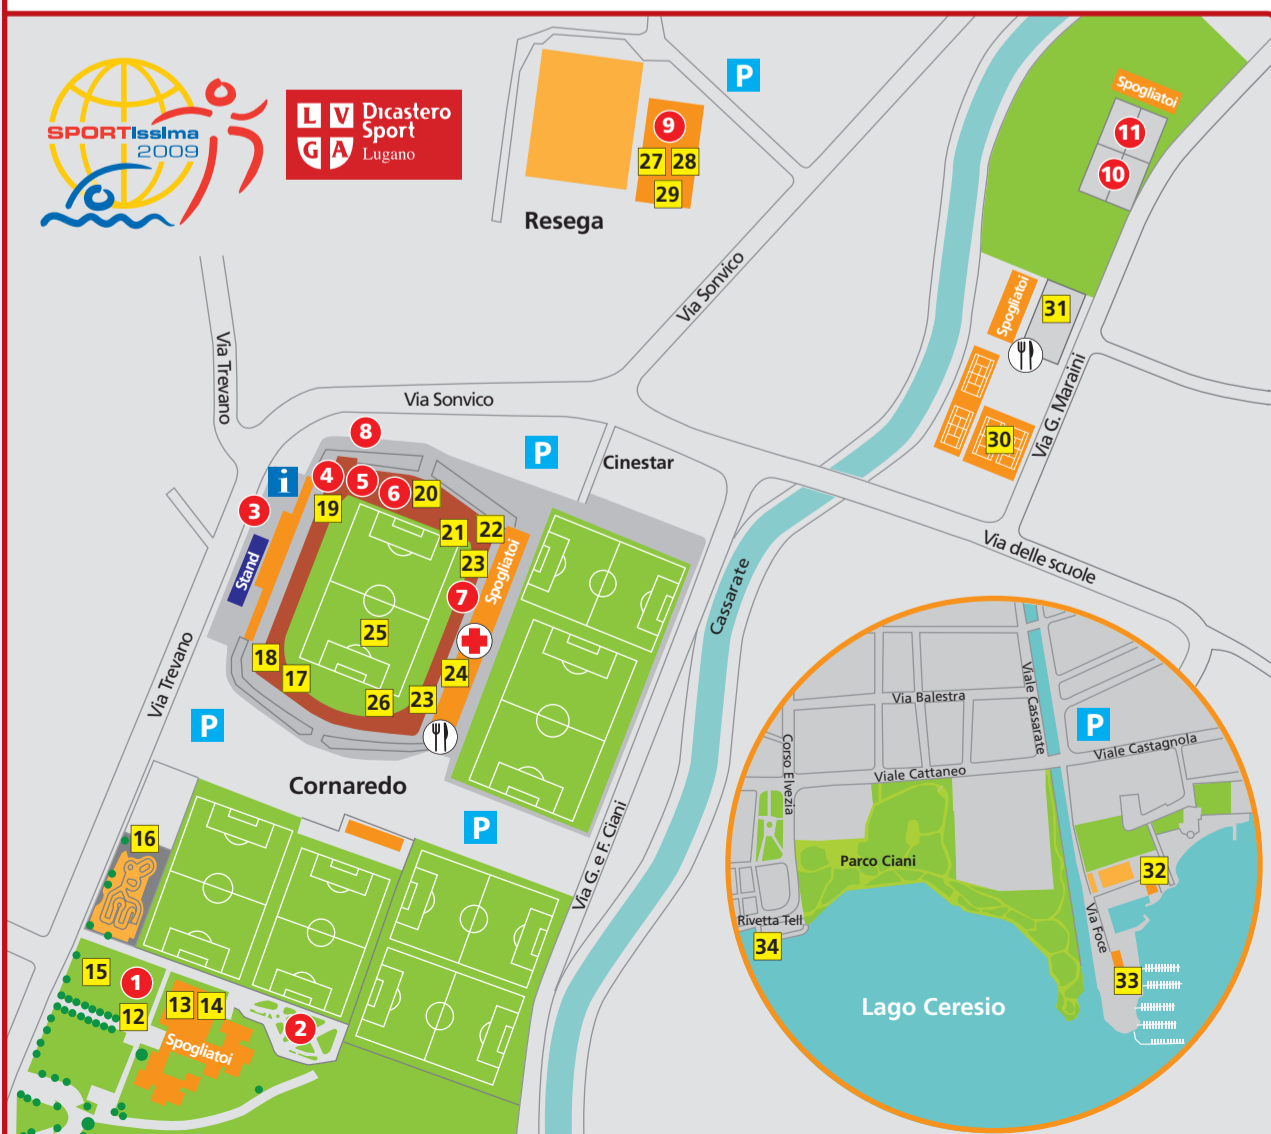 SPORTIssIma
2009
L V
G A
Dicastero
Sport
Lugano
P
9
27 28
29
Resega
Spogliatoi
11
10
Via Sonvico
Spogliatoi
31
Via G. Maraini
30
Via Trevano
Via Sonvico
8
P
Cinestar
i
4
5
6
20
3
19
21
22
23
Stand
Spogliatoi
7
25
18
17
24
26
23
Via Trevano
P
Cornaredo
P
Cassarate
Via delle scuole
Via G. e F. Ciani
16
15
1
12
13
14
2
Spogliatoi
Via Balestra
Viale Cassarate
P
Viale Castagnola
Corso Elvezia
Viale Cattaneo
Parco Ciani
32
Rivetta Tell
34
Via Foce
33
Lago Ceresio